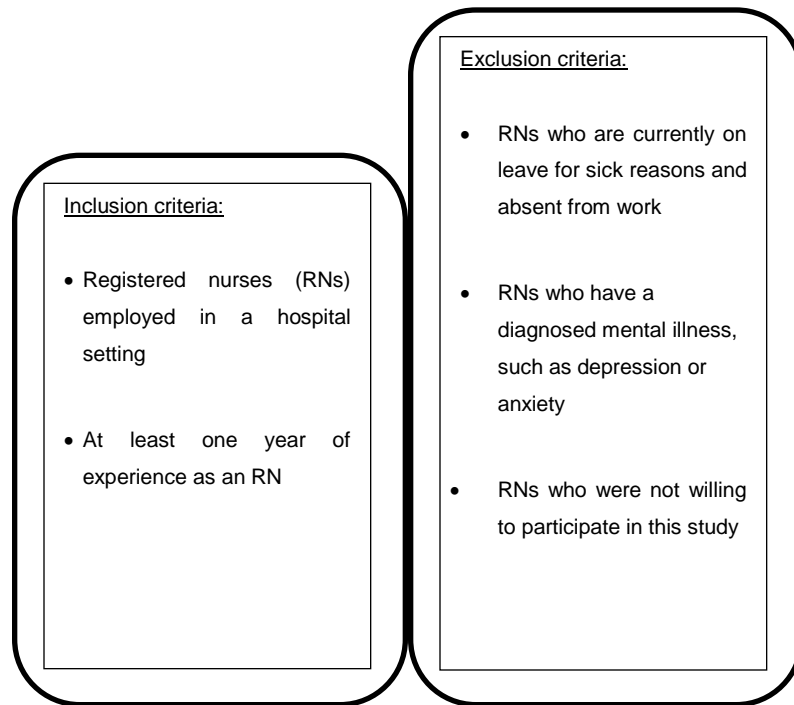 Inclusion criteria:
• Registered nurses (RNs)
employed in a hospital
setting
• At least one year of
experience as an RN
Exclusion criteria:
• RNs who are currently on
leave for sick reasons and
absent from work
• RNs who have a
diagnosed mental illness,
such as depression or
anxiety
• RNs who were not willing
to participate in this study